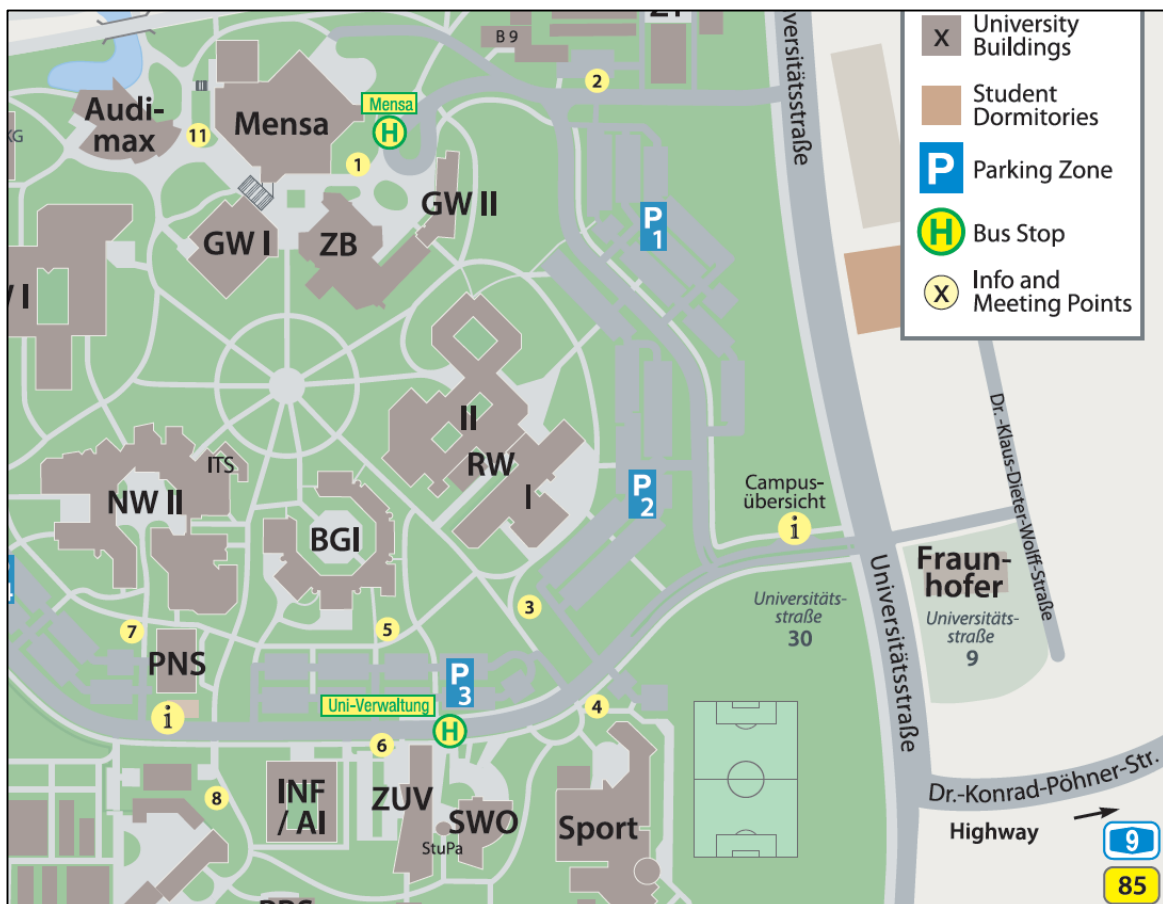 B 9
2
Audi-
max
11
Mensa
Mensa
H
1
GW II
GW I
ZB
P
1
versitätsstraße
X
University
Buildings
Student
Dormitories
P
Parking Zone
H
Bus Stop
X
Info and
Meeting Points
II
RW
I
ITS
NW II
BGI
P
2
Campus-
übersicht
i
Dr.-Klaus-Dieter-Wolff-Straße
Fraun-
hofer
Universitäts-
straße
9
Universitäts-
straße
30
Universitätsstraße
3
5
7
PNS
i
P
3
Uni-Verwaltung
H
4
6
8
INF
/ AI
ZUV
SWO
StuPa
Sport
Dr.-Konrad-Pöhner-Str.
Highway
9
85